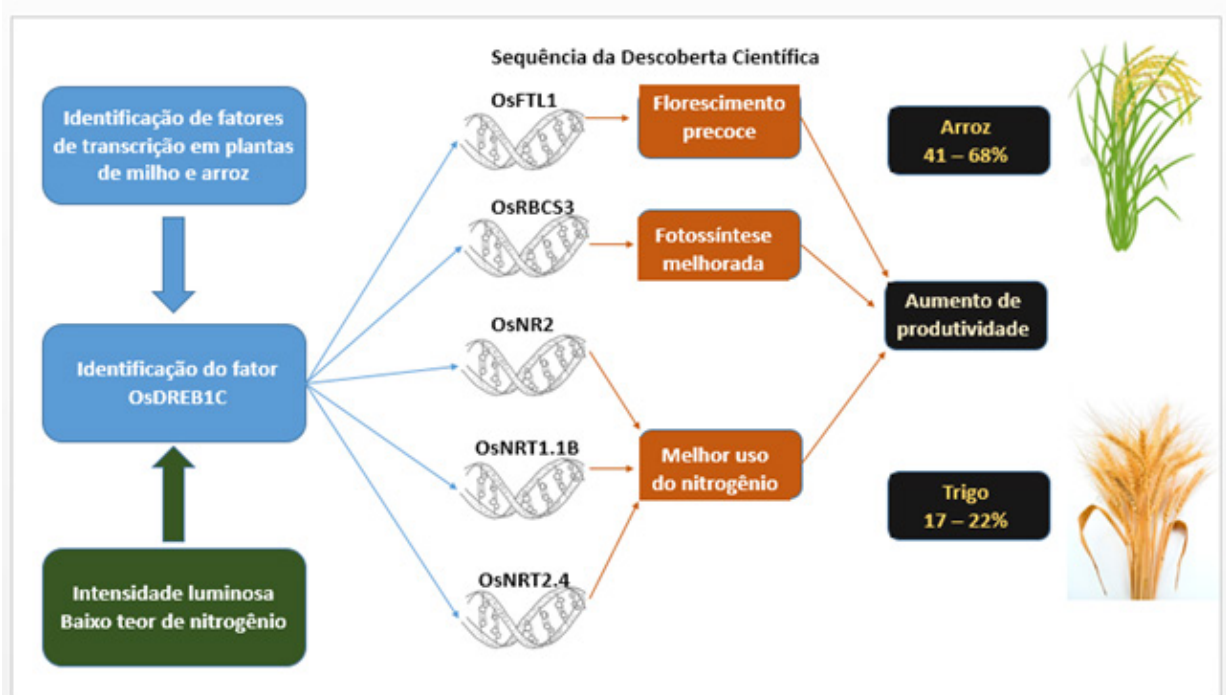 Sequência da Descoberta Científica
Identificação de fatores
de transcrição em plantas
de milho e arroz
Identificação do fator
OsDREB1C
Intensidade luminosa
Baixo teor de nitrogênio
OsFTL1
OsRBCS3
OsNR2
OsNRT1.1B
OsNRT2.4
Florescimento
precoce
Fotossíntese
melhorada
Melhor uso
do nitrogênio
Arroz
41 – 68%
Aumento de
produtividade
Trigo
17 – 22%